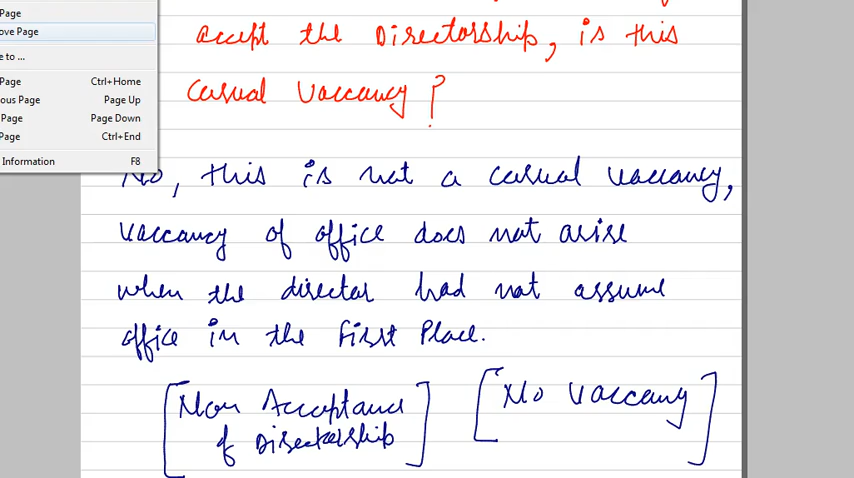 Page
ove Page
e to ...
Page Ctrl+Home
ous Page Page Up
Page Page Down
Page Ctrl+End
Information F8
accept the Directorship, is this
Casual Vaccancy ?
No, this is not a casual vaccancy,
vaccancy of office does not arise
when the director had not assume
office in the First Place.
[Non Acceptance
of Directorship] [No Vaccancy]